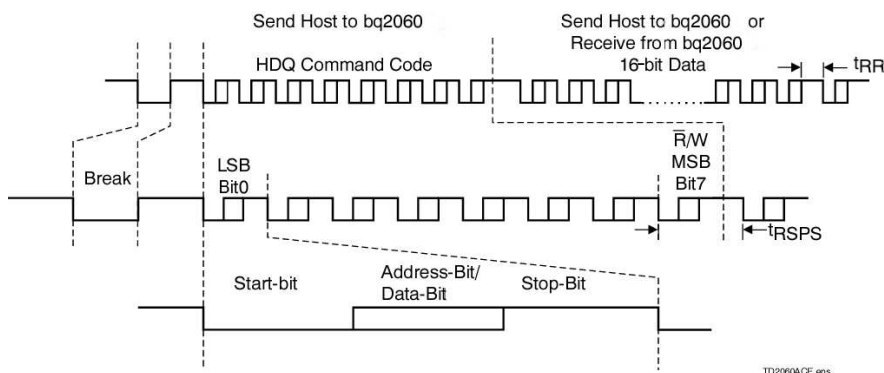 Send Host to bq2060
Send Host to bq2060 or
Receive from bq2060
HDQ Command Code
16-bit Data
tRR
Break
LSB
Bit0
R̅/W
MSB
Bit7
tRSPS
Start-bit
Address-Bit/
Data-Bit
Stop-Bit
TD2060ACE.eps